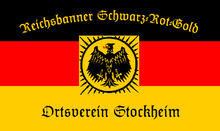 Reichsbanner Schwarz-Rot-Gold
Ortsverein Stockheim